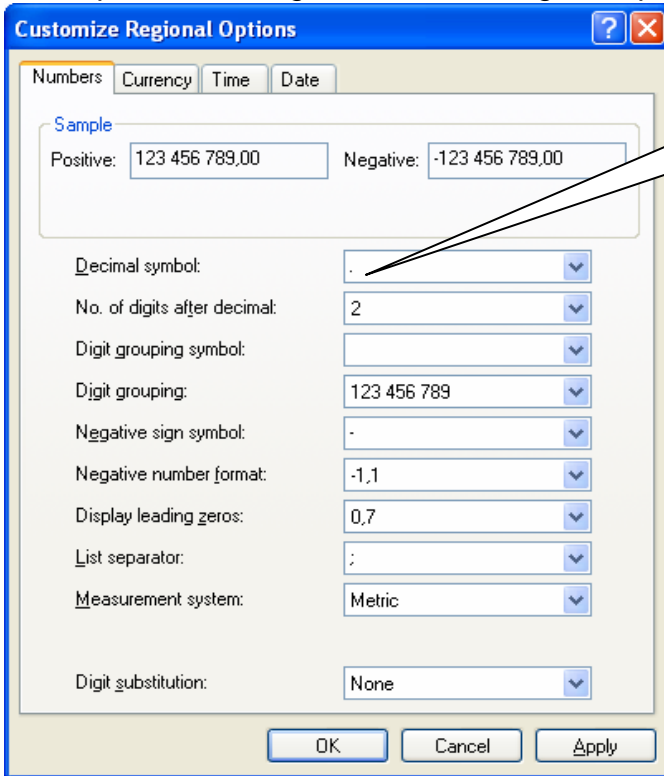 Customize Regional Options
Numbers Currency Time Date
Sample
Positive: 123 456 789,00 Negative: -123 456 789,00
Decimal symbol: .
No. of digits after decimal: 2
Digit grouping symbol:
Digit grouping: 123 456 789
Negative sign symbol: -
Negative number format: -1,1
Display leading zeros: 0,7
List separator: ;
Measurement system: Metric
Digit substitution: None
OK Cancel Apply